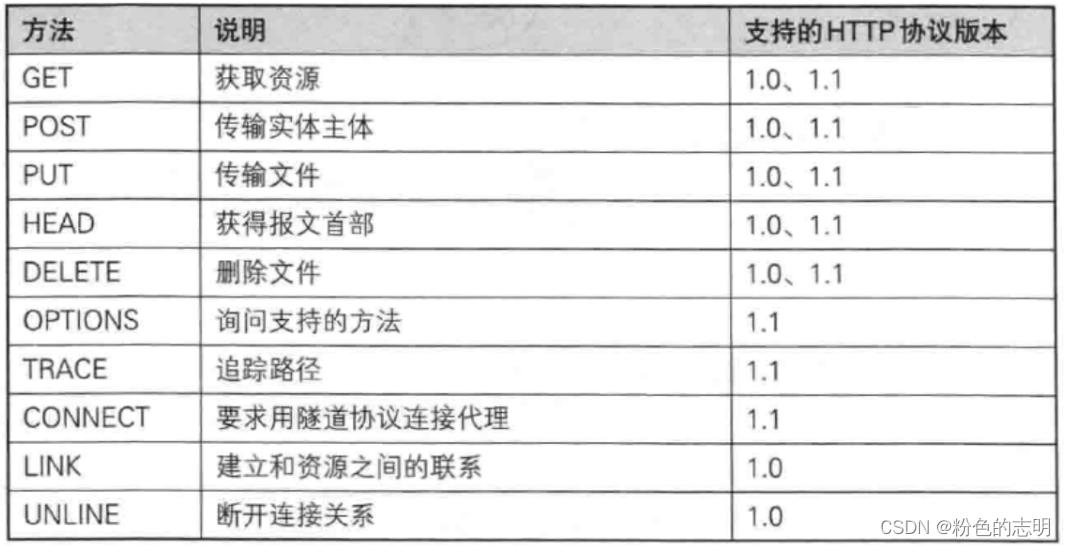 方法 说明 支持的HTTP协议版本
GET 获取资源 1.0、1.1
POST 传输实体主体 1.0、1.1
PUT 传输文件 1.0、1.1
HEAD 获得报文首部 1.0、1.1
DELETE 删除文件 1.0、1.1
OPTIONS 询问支持的方法 1.1
TRACE 追踪路径 1.1
CONNECT 要求用隧道协议连接代理 1.1
LINK 建立和资源之间的联系 1.0
UNLINE 断开连接关系 1.0
CSDN @粉色的志明